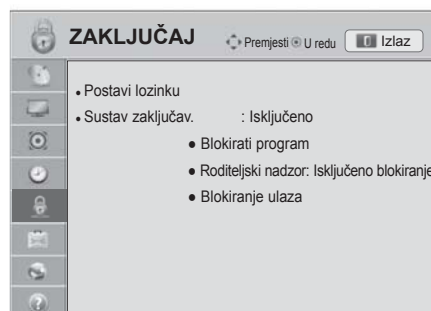 ZAKLJUČAJ Premjesti U redu Izlaz
• Postavi lozinku
• Sustav zaključav. : Isključeno
● Blokirati program
● Roditeljski nadzor: Isključeno blokiranje
● Blokiranje ulaza